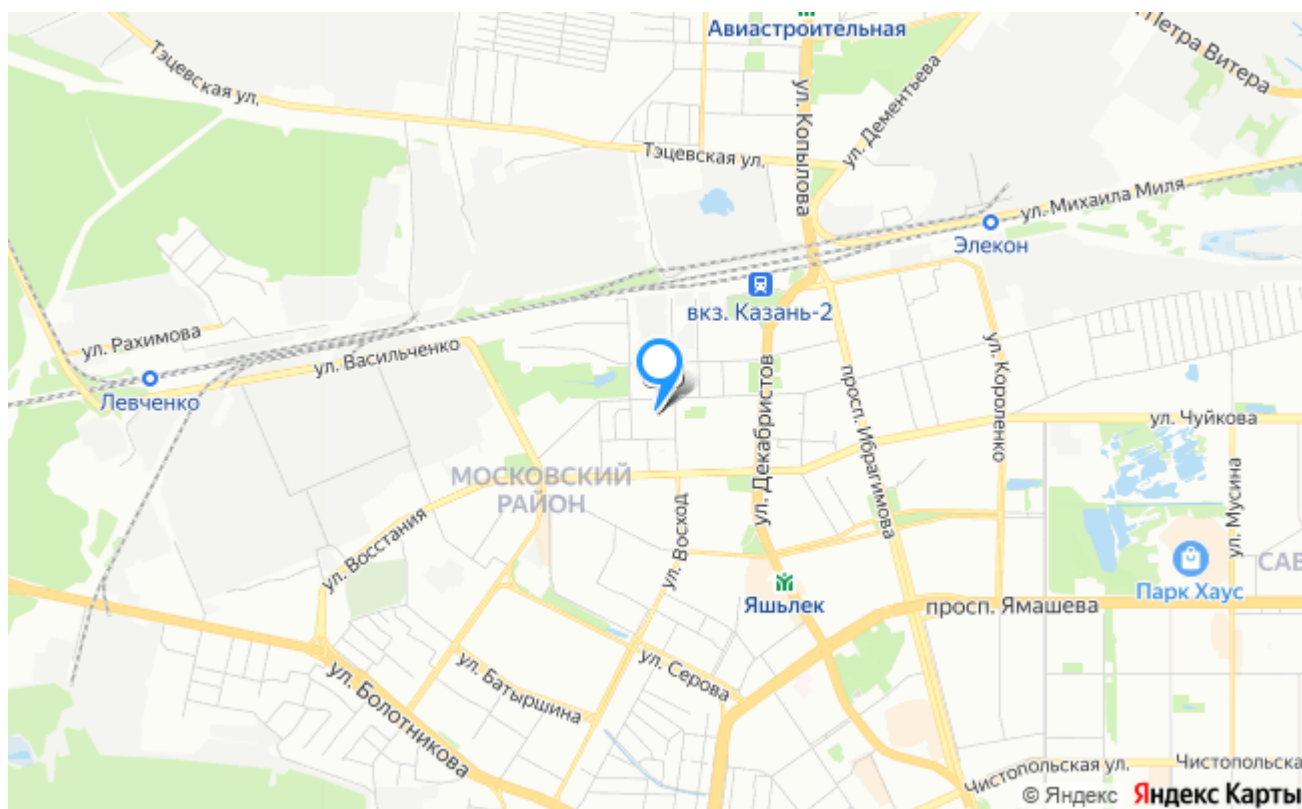 Авиастроительная
Петра Витера
Тэцевская ул.
ул. Копылова
ул. Дементьева
Тэцевская ул.
ул. Михаила Миля
Элекон
вкз. Казань-2
ул. Рахимова
ул. Васильченко
Левченко
ул. Декабристов
просп. Ибрагимова
ул. Короленко
ул. Чуйкова
МОСКОВСКИЙ
РАЙОН
ул. Мусина
ул. Восстания
ул. Восход
САВ
Парк Хаус
Яшьлек
просп. Ямашева
ул. Серова
ул. Батыршина
ул. Болотникова
Чистопольская ул.
Чистопольска
© Яндекс Яндекс Карты